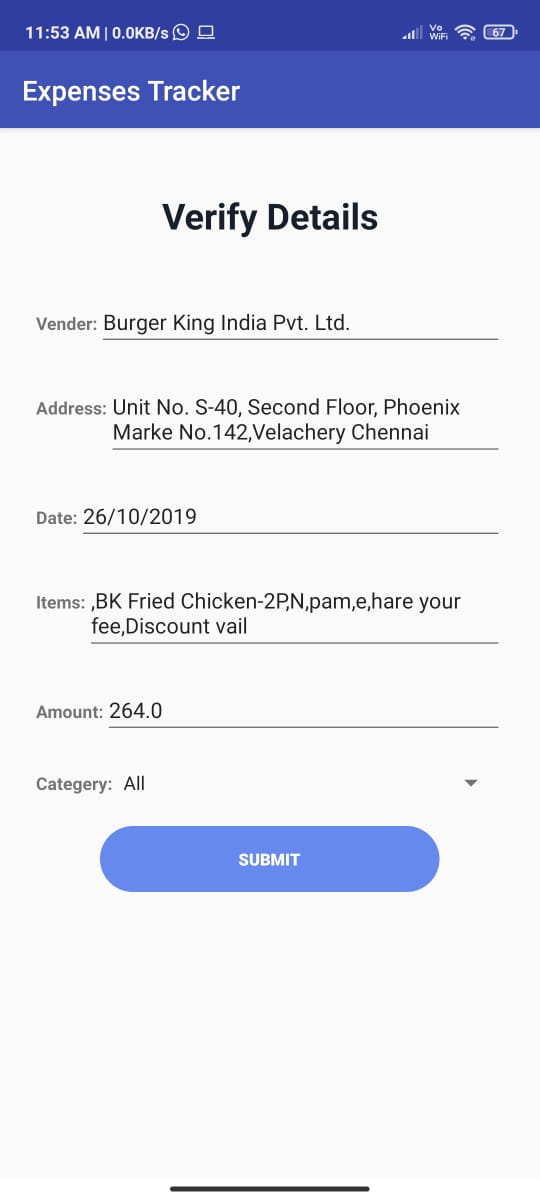 11:53 AM | 0.0KB/s
Vo
WiFi
67
Expenses Tracker
Verify Details
Vender: Burger King India Pvt. Ltd.
Address: Unit No. S-40, Second Floor, Phoenix
Marke No.142,Velachery Chennai
Date: 26/10/2019
Items: ,BK Fried Chicken-2P,N,pam,e,hare your
fee,Discount vail
Amount: 264.0
Categery: All
SUBMIT